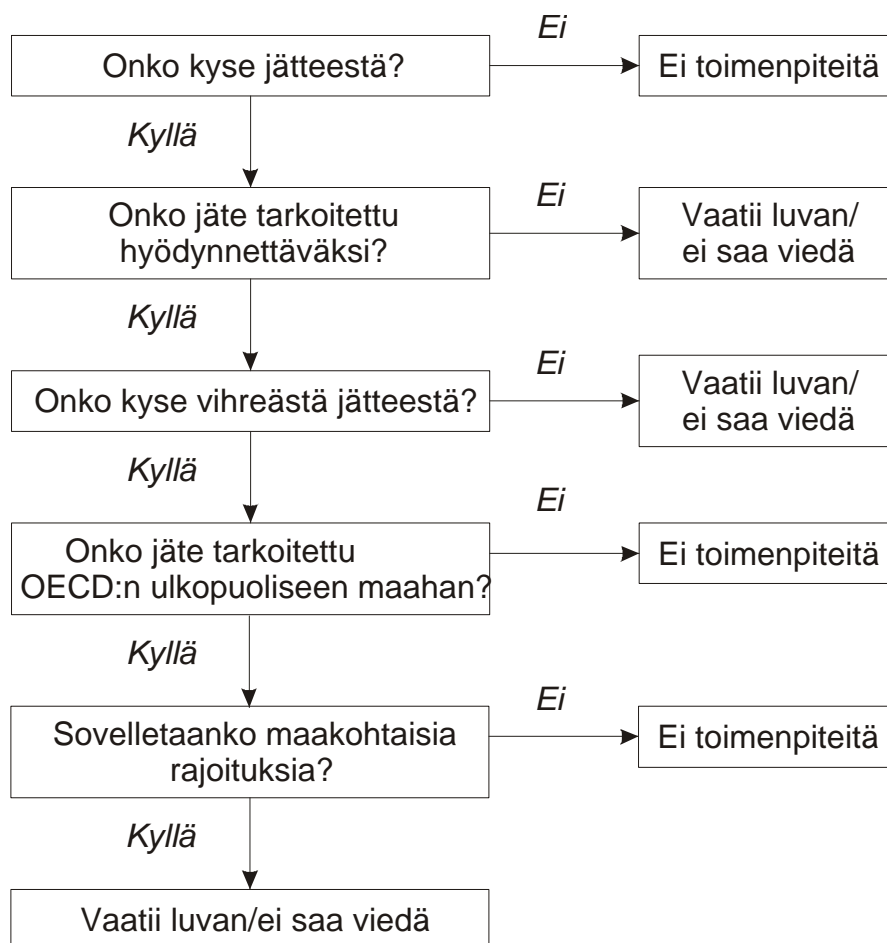 Ei
Onko kyse jätteestä?
Ei toimenpiteitä
Kyllä
Onko jäte tarkoitettu
hyödynnettäväksi?
Ei
Vaatii luvan/
ei saa viedä
Kyllä
Onko kyse vihreästä jätteestä?
Ei
Vaatii luvan/
ei saa viedä
Kyllä
Onko jäte tarkoitettu
OECD:n ulkopuoliseen maahan?
Ei
Ei toimenpiteitä
Kyllä
Sovelletaanko maakohtaisia
rajoituksia?
Ei
Ei toimenpiteitä
Kyllä
Vaatii luvan/ei saa viedä